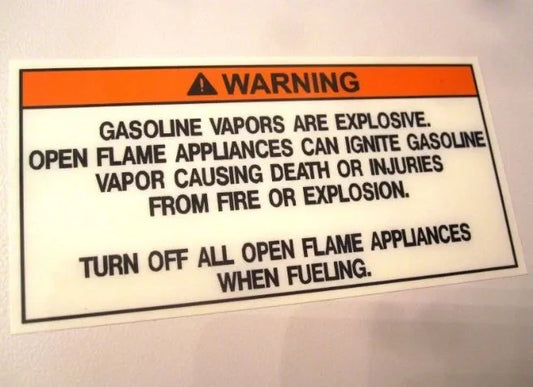 WARNING
GASOLINE VAPORS ARE EXPLOSIVE.
OPEN FLAME APPLIANCES CAN IGNITE GASOLINE
VAPOR CAUSING DEATH OR INJURIES
FROM FIRE OR EXPLOSION.
TURN OFF ALL OPEN FLAME APPLIANCES
WHEN FUELING.